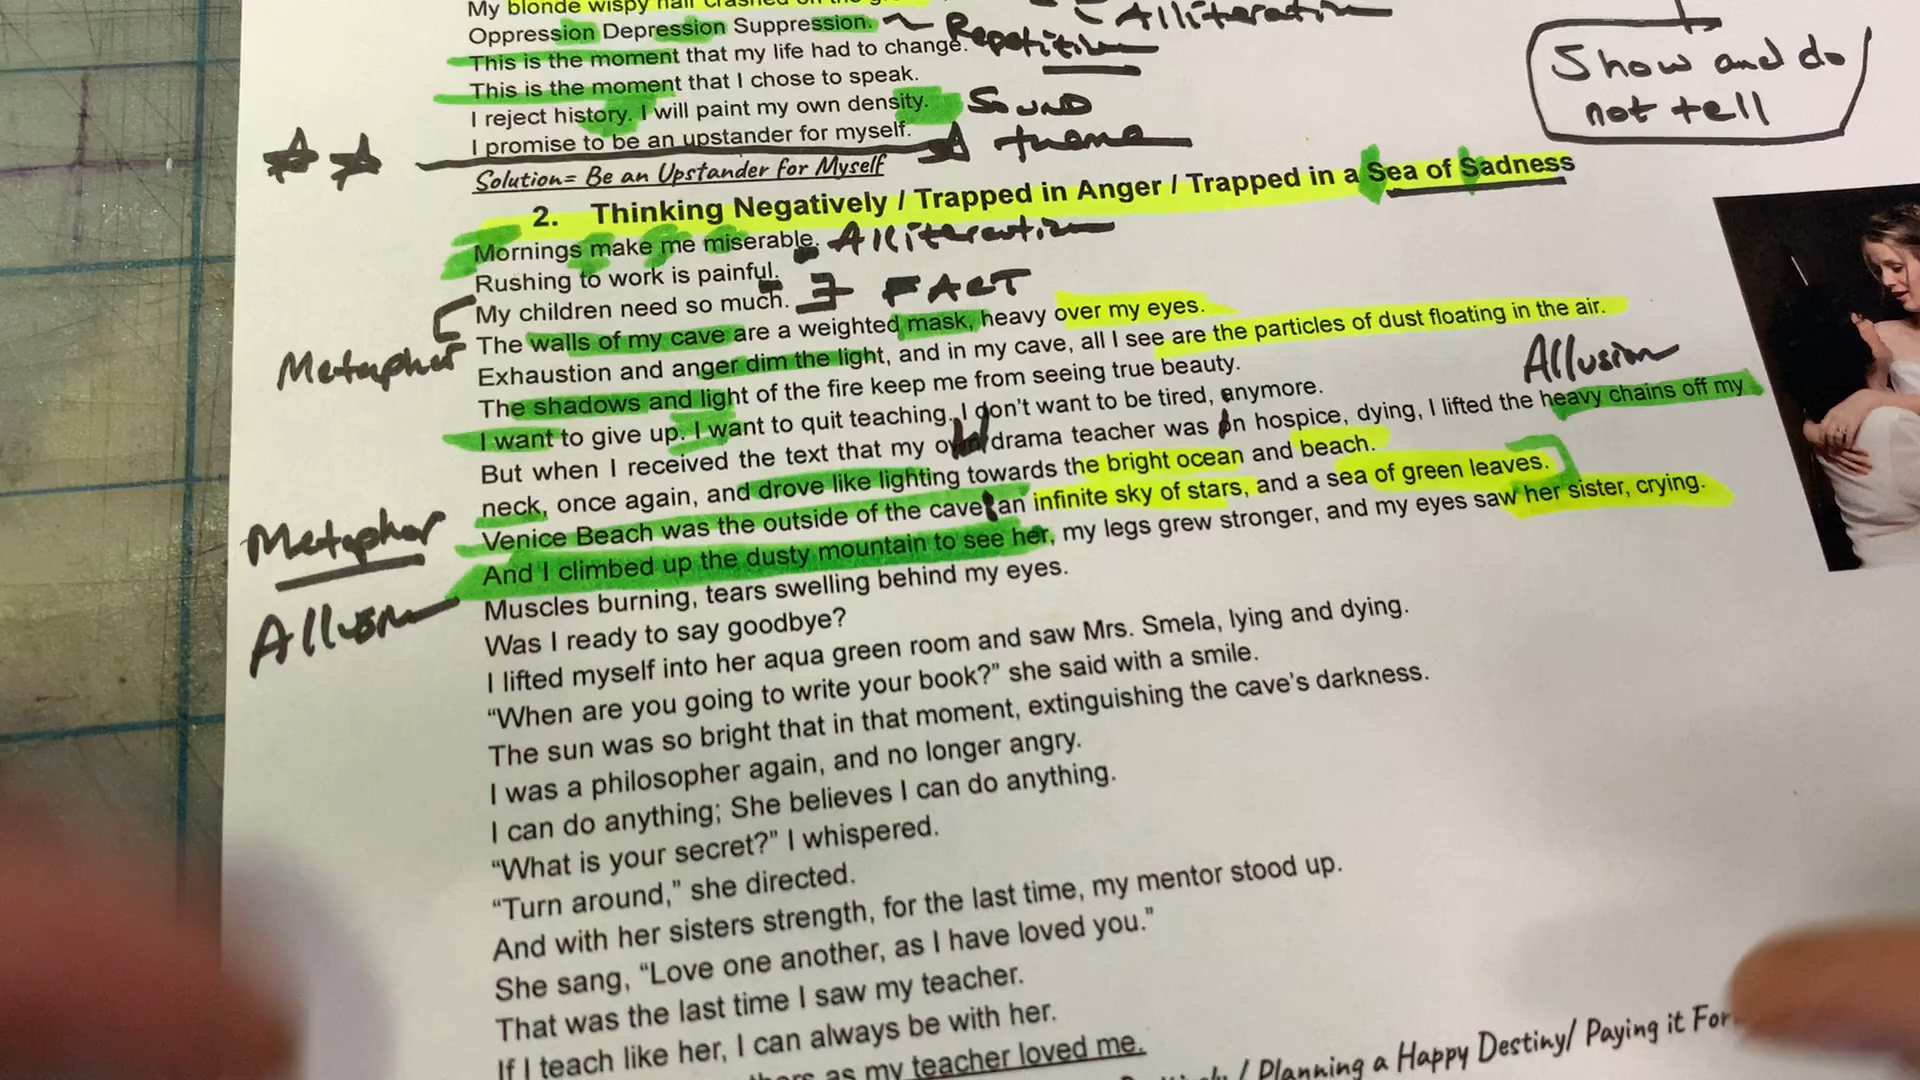 My blonde wispy hair crashed on the
Alliteration
Oppression Depression Suppression. ~ Repetition
This is the moment that my life had to change.
This is the moment that I chose to speak.
Show and do
not tell
I reject history. I will paint my own density. Sound
I promise to be an upstander for myself. theme
Solution= Be an Upstander for Myself
2. Thinking Negatively / Trapped in Anger / Trapped in a Sea of Sadness
Mornings make me miserable. Alliteration
Rushing to work is painful.
My children need so much. FACT
The walls of my cave are a weighted mask, heavy over my eyes.
Metaphor
Exhaustion and anger dim the light, and in my cave, all I see are the particles of dust floating in the air.
The shadows and light of the fire keep me from seeing true beauty.
Allusion
I want to give up. I want to quit teaching. I don't want to be tired, anymore.
But when I received the text that my drama teacher was in hospice, dying, I lifted the heavy chains off my
neck, once again, and drove like lighting towards the bright ocean and beach.
Venice Beach was the outside of the cave an infinite sky of stars, and a sea of green leaves.
Metaphor
And I climbed up the dusty mountain to see her, my legs grew stronger, and my eyes saw her sister, crying.
Allusion
Muscles burning, tears swelling behind my eyes.
Was I ready to say goodbye?
I lifted myself into her aqua green room and saw Mrs. Smela, lying and dying.
“When are you going to write your book?” she said with a smile.
The sun was so bright that in that moment, extinguishing the cave's darkness.
I was a philosopher again, and no longer angry.
I can do anything; She believes I can do anything.
“What is your secret?” I whispered.
“Turn around,” she directed.
And with her sisters strength, for the last time, my mentor stood up.
She sang, “Love one another, as I have loved you.”
That was the last time I saw my teacher.
If I teach like her, I can always be with her.
as my teacher loved me.
/ Planning a Happy Destiny/ Paying it For